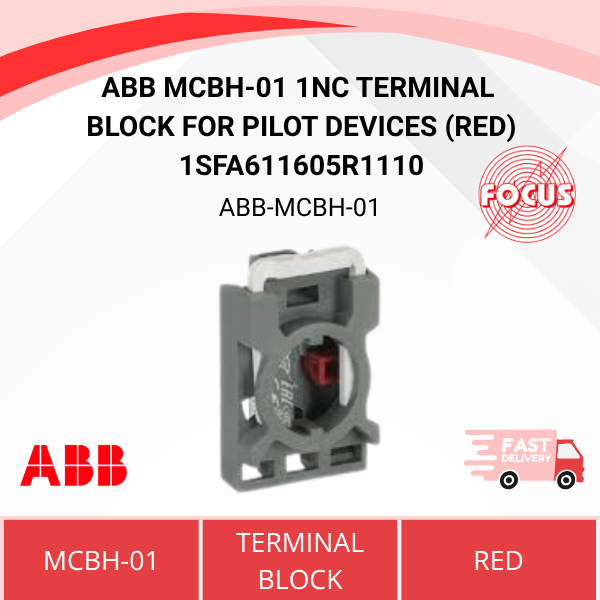 ABB MCBH-01 1NC TERMINAL
BLOCK FOR PILOT DEVICES (RED)
1SFA611605R1110
ABB-MCBH-01
FOCUS
ABB
FAST
DELIVERY
MCBH-01
TERMINAL
BLOCK
RED